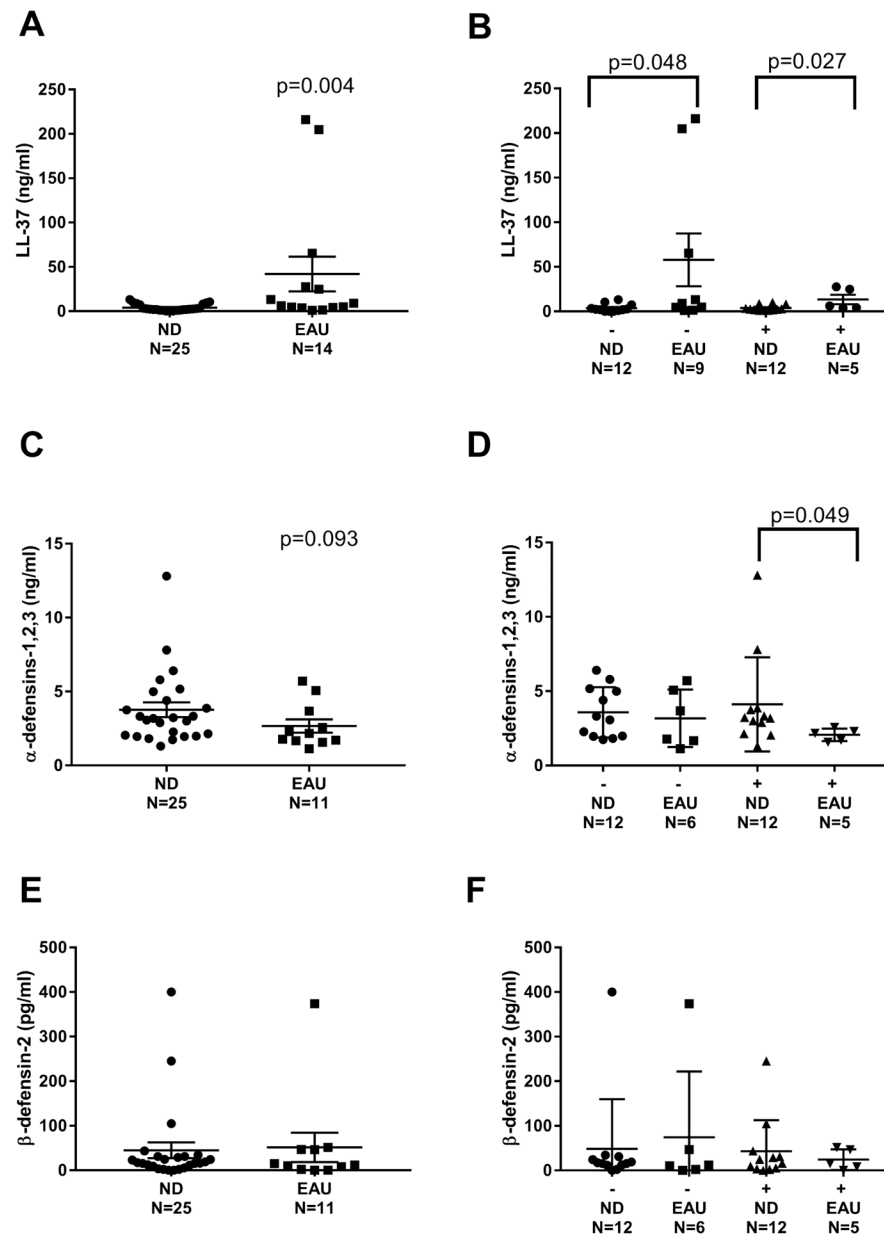 A
p=0.004
LL-37 (ng/ml)
250
200
150
100
50
0
ND
N=25
EAU
N=14
B
p=0.048
p=0.027
LL-37 (ng/ml)
250
200
150
100
50
0
- - + +
ND EAU ND EAU
N=12 N=9 N=12 N=5
C
p=0.093
α-defensins-1,2,3 (ng/ml)
15
10
5
0
ND
N=25
EAU
N=11
D
p=0.049
α-defensins-1,2,3 (ng/ml)
15
10
5
0
- - + +
ND EAU ND EAU
N=12 N=6 N=12 N=5
E
β-defensin-2 (pg/ml)
500
400
300
200
100
0
ND
N=25
EAU
N=11
F
β-defensin-2 (pg/ml)
500
400
300
200
100
0
- - + +
ND EAU ND EAU
N=12 N=6 N=12 N=5